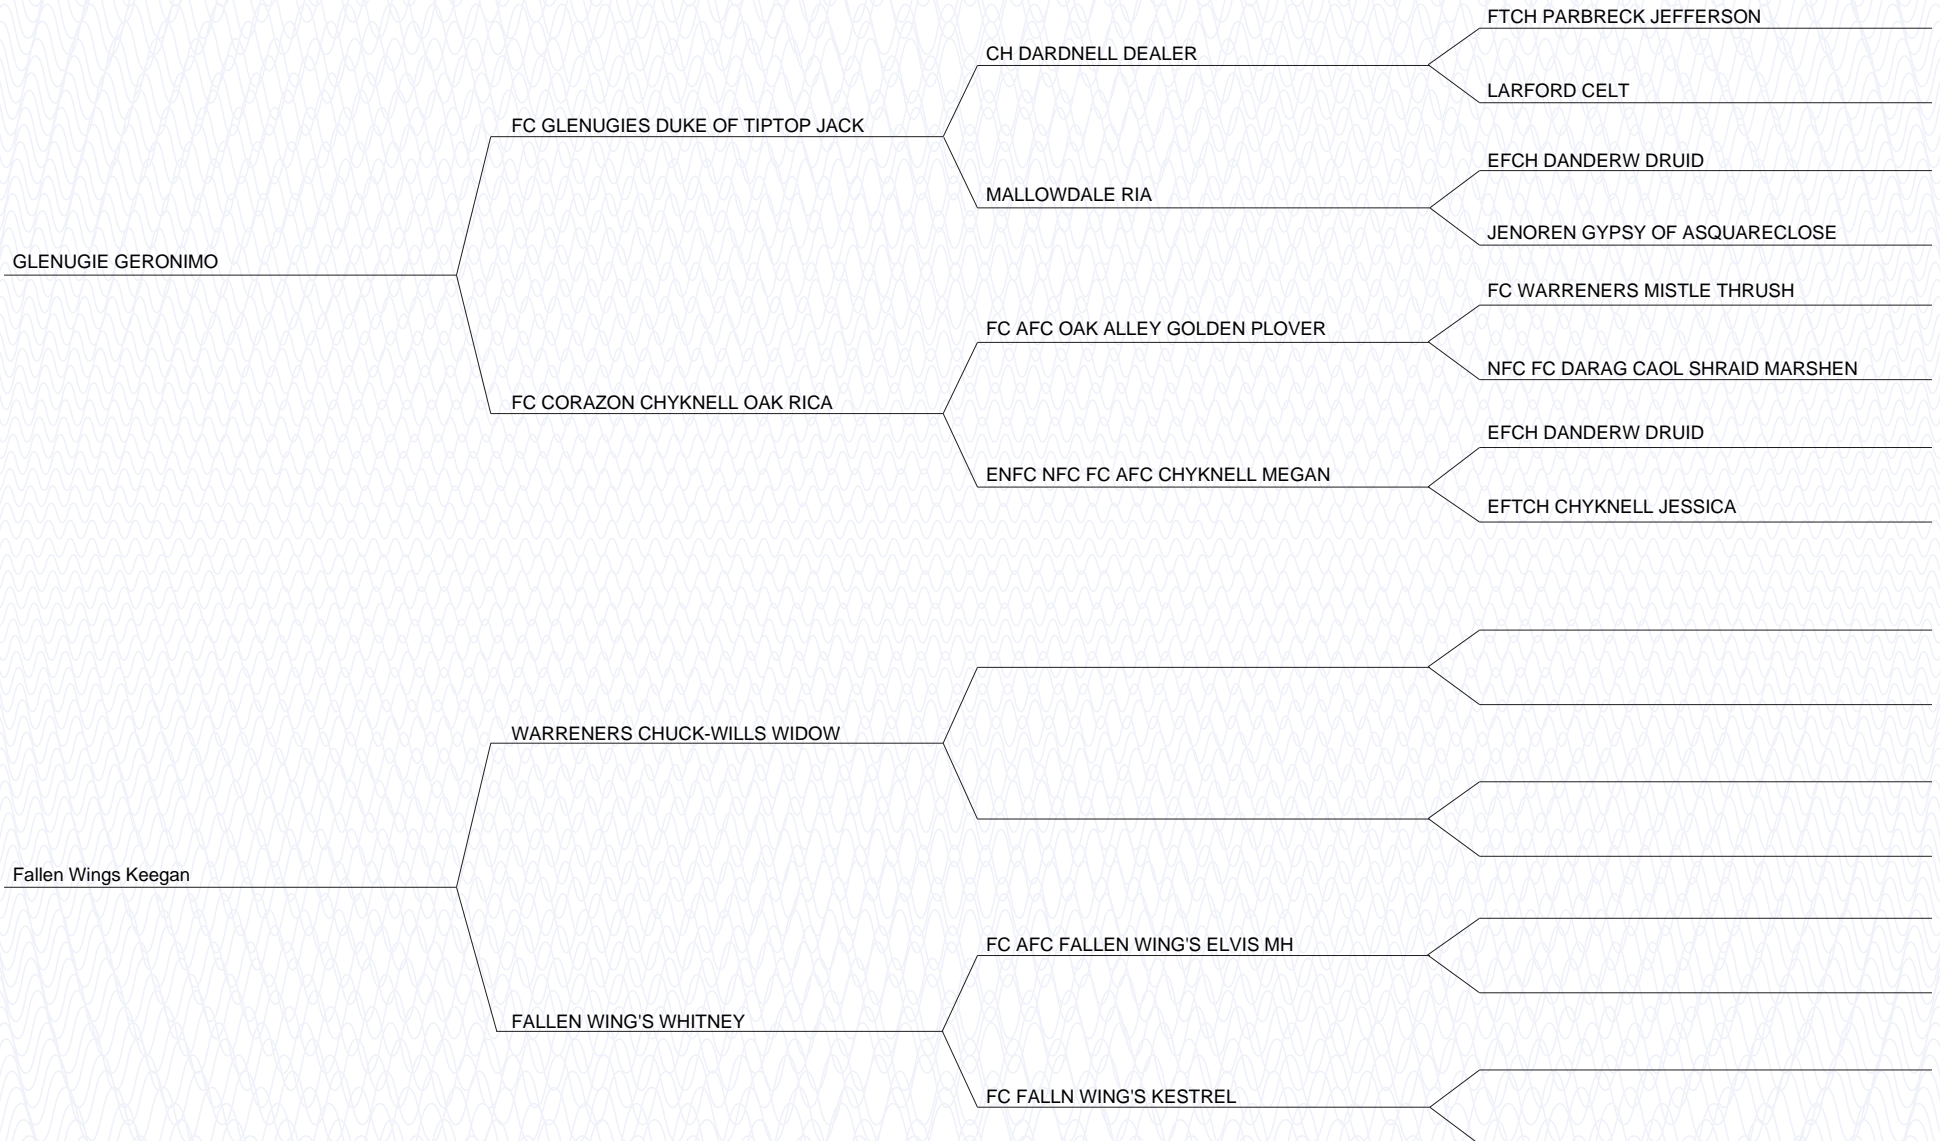 FTCH PARBRECK JEFFERSON
CH DARDNELL DEALER
LARFORD CELT
FC GLENUGIES DUKE OF TIPTOP JACK
EFCH DANDERW DRUID
MALLOWDALE RIA
JENOREN GYPSY OF ASQUARECLOSE
GLENUGIE GERONIMO
FC WARRENERS MISTLE THRUSH
FC AFC OAK ALLEY GOLDEN PLOVER
NFC FC DARAG CAOL SHRAID MARSHEN
FC CORAZON CHYKNELL OAK RICA
EFCH DANDERW DRUID
ENFC NFC FC AFC CHYKNELL MEGAN
EFTCH CHYKNELL JESSICA
WARRENERS CHUCK-WILLS WIDOW
Fallen Wings Keegan
FC AFC FALLEN WING'S ELVIS MH
FALLEN WING'S WHITNEY
FC FALLN WING'S KESTREL